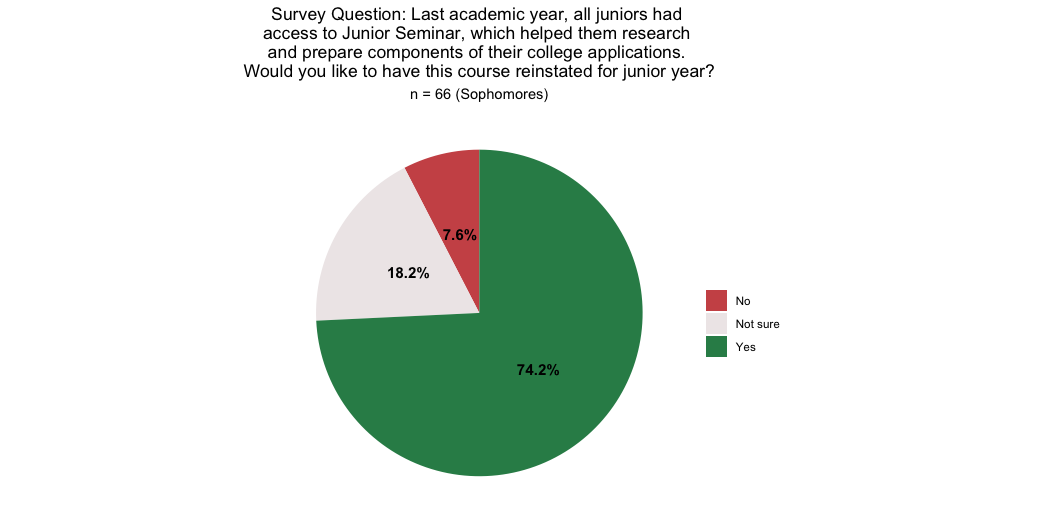 Survey Question: Last academic year, all juniors had
access to Junior Seminar, which helped them research
and prepare components of their college applications.
Would you like to have this course reinstated for junior year?
n = 66 (Sophomores)
7.6%
18.2%
74.2%
No
Not sure
Yes